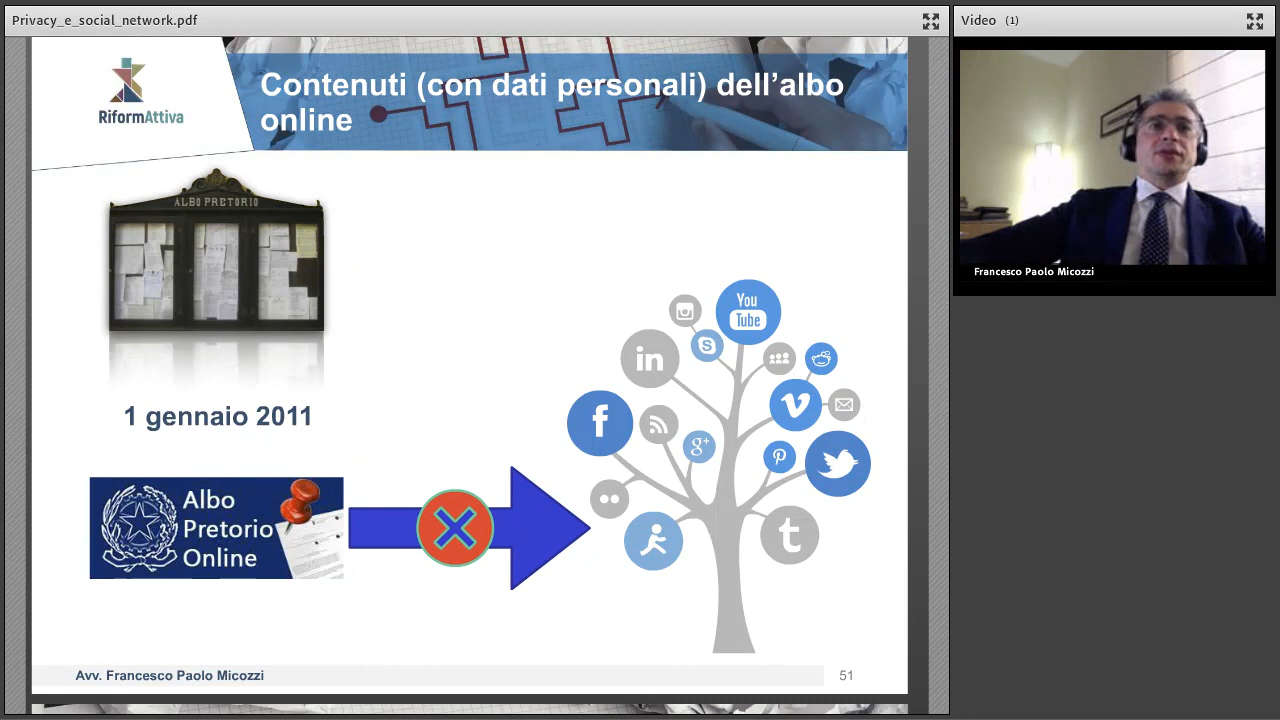 Privacy_e_social_network.pdf
Video (1)
RiformAttiva
Contenuti (con dati personali) dell’albo
online
ALBO PRETORIO
1 gennaio 2011
Albo
Pretorio
Online
You
Tube
in
f
g+
t
Francesco Paolo Micozzi
Avv. Francesco Paolo Micozzi
51